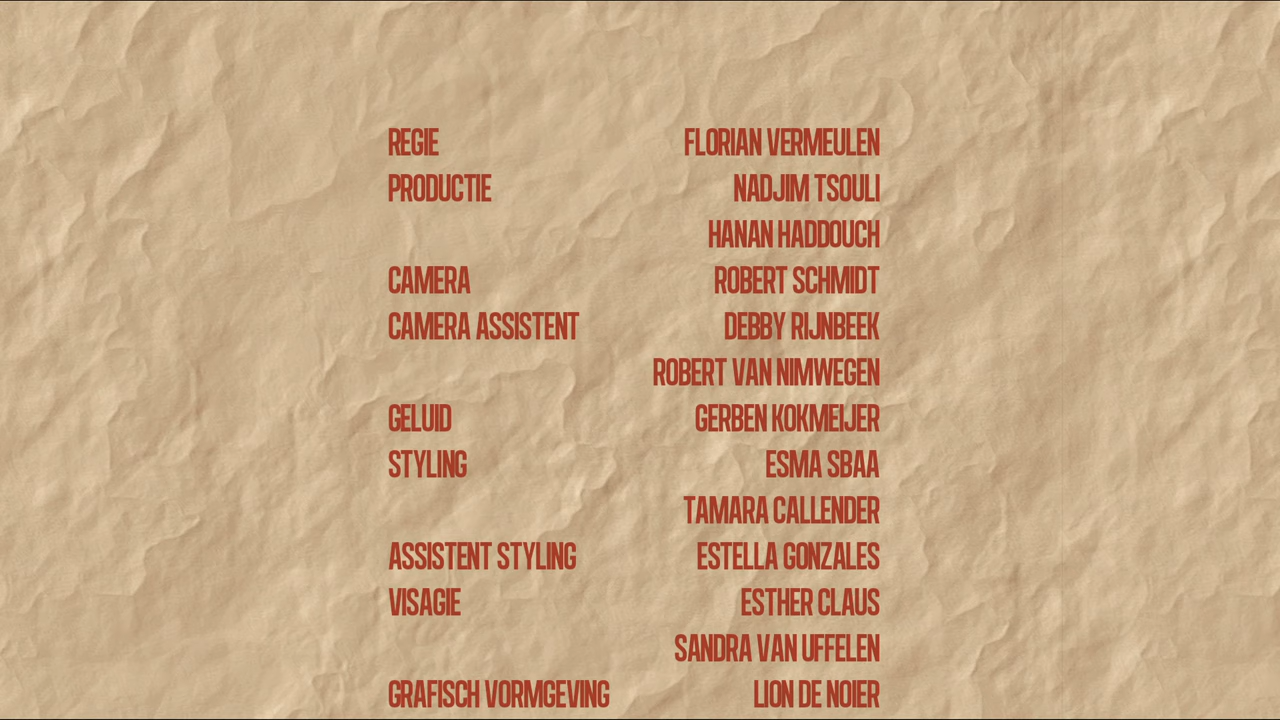 REGIE FLORIAN VERMEULEN
PRODUCTIE NADJIM TSOULI
HANAN HADDOUCH
CAMERA ROBERT SCHMIDT
CAMERA ASSISTENT DEBBY RIJNBEEK
ROBERT VAN NIMWEGEN
GELUID GERBEN KOKMEIJER
STYLING ESMA SBAA
TAMARA CALLENDER
ASSISTENT STYLING ESTELLA GONZALES
VISAGIE ESTHER CLAUS
SANDRA VAN UFFELEN
GRAFISCH VORMGEVING LION DE NOIER